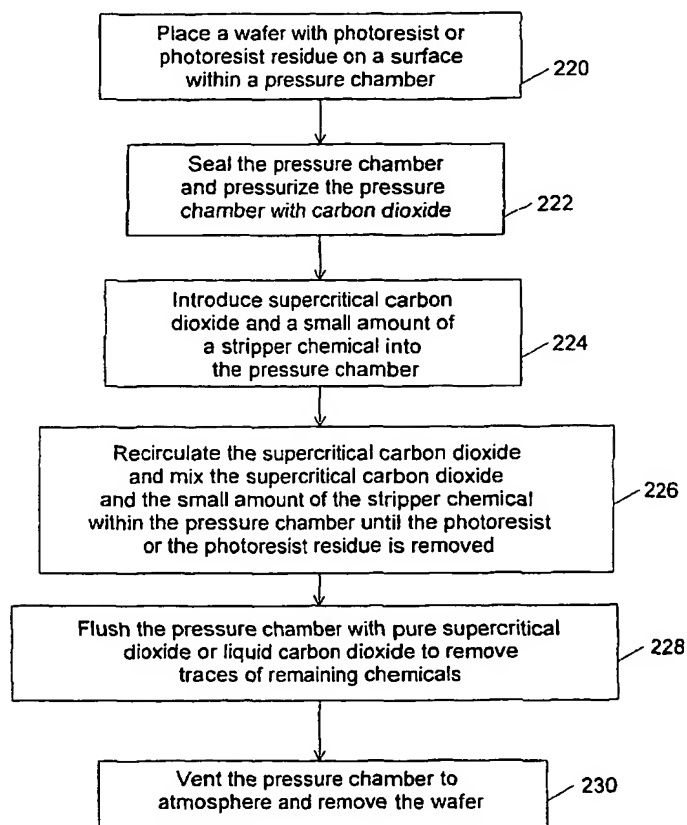 Place a wafer with photoresist or
photoresist residue on a surface
within a pressure chamber
220
Seal the pressure chamber
and pressurize the pressure
chamber with carbon dioxide
222
Introduce supercritical carbon
dioxide and a small amount of
a stripper chemical into
the pressure chamber
224
Recirculate the supercritical carbon dioxide
and mix the supercritical carbon dioxide
and the small amount of the stripper chemical
within the pressure chamber until the photoresist
or the photoresist residue is removed
226
Flush the pressure chamber with pure supercritical
dioxide or liquid carbon dioxide to remove
traces of remaining chemicals
228
Vent the pressure chamber to
atmosphere and remove the wafer
230